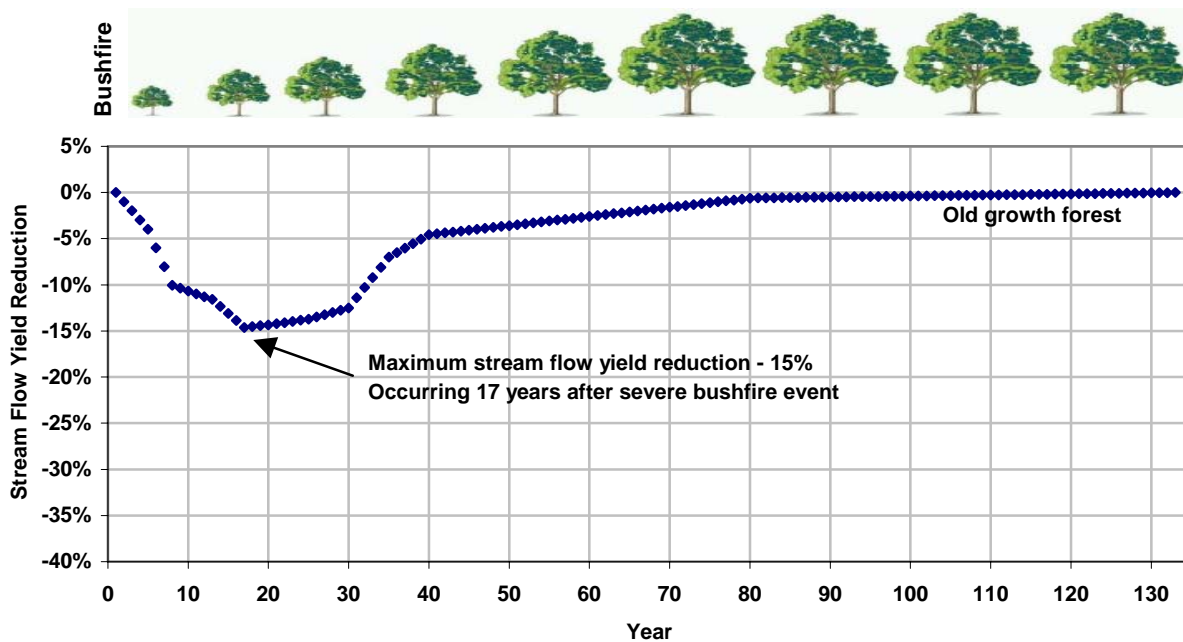 Bushfire
Stream Flow Yield Reduction
5%
0%
-5%
-10%
-15%
-20%
-25%
-30%
-35%
-40%
Old growth forest
Maximum stream flow yield reduction - 15%
Occurring 17 years after severe bushfire event
0 10 20 30 40 50 60 70 80 90 100 110 120 130
Year